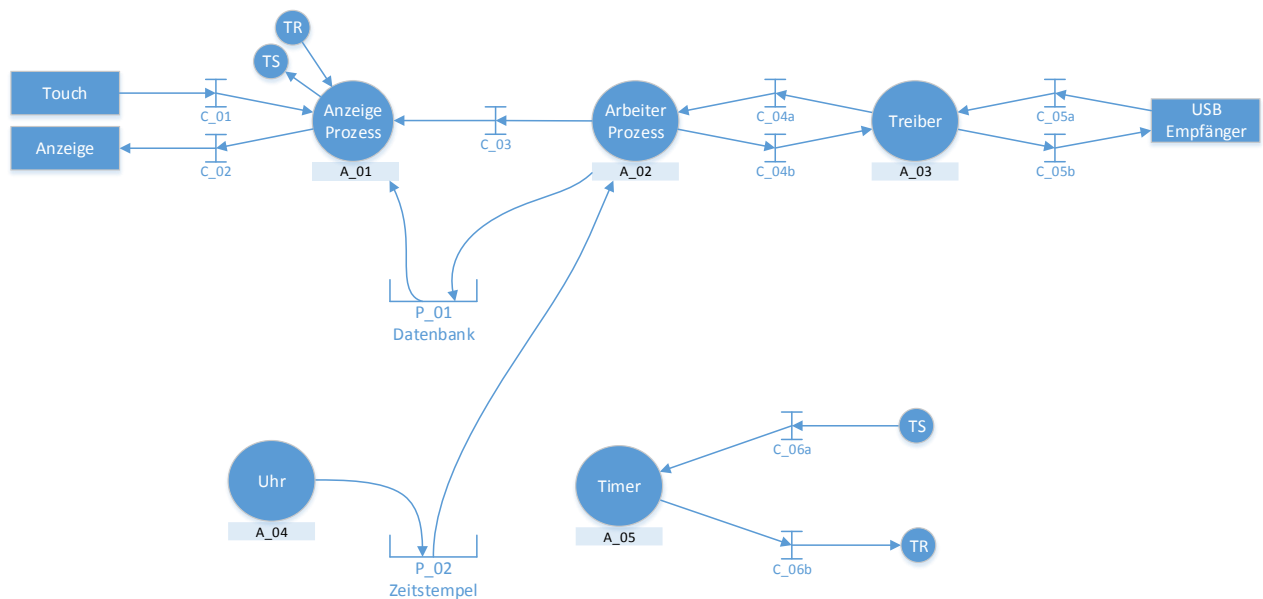 TR
TS
Touch
C_01
Anzeige
C_02
Anzeige
Prozess
A_01
C_03
Arbeiter
Prozess
A_02
C_04a
C_04b
Treiber
A_03
C_05a
C_05b
USB
Empfänger
P_01
Datenbank
Uhr
A_04
P_02
Zeitstempel
Timer
A_05
C_06a
TS
C_06b
TR